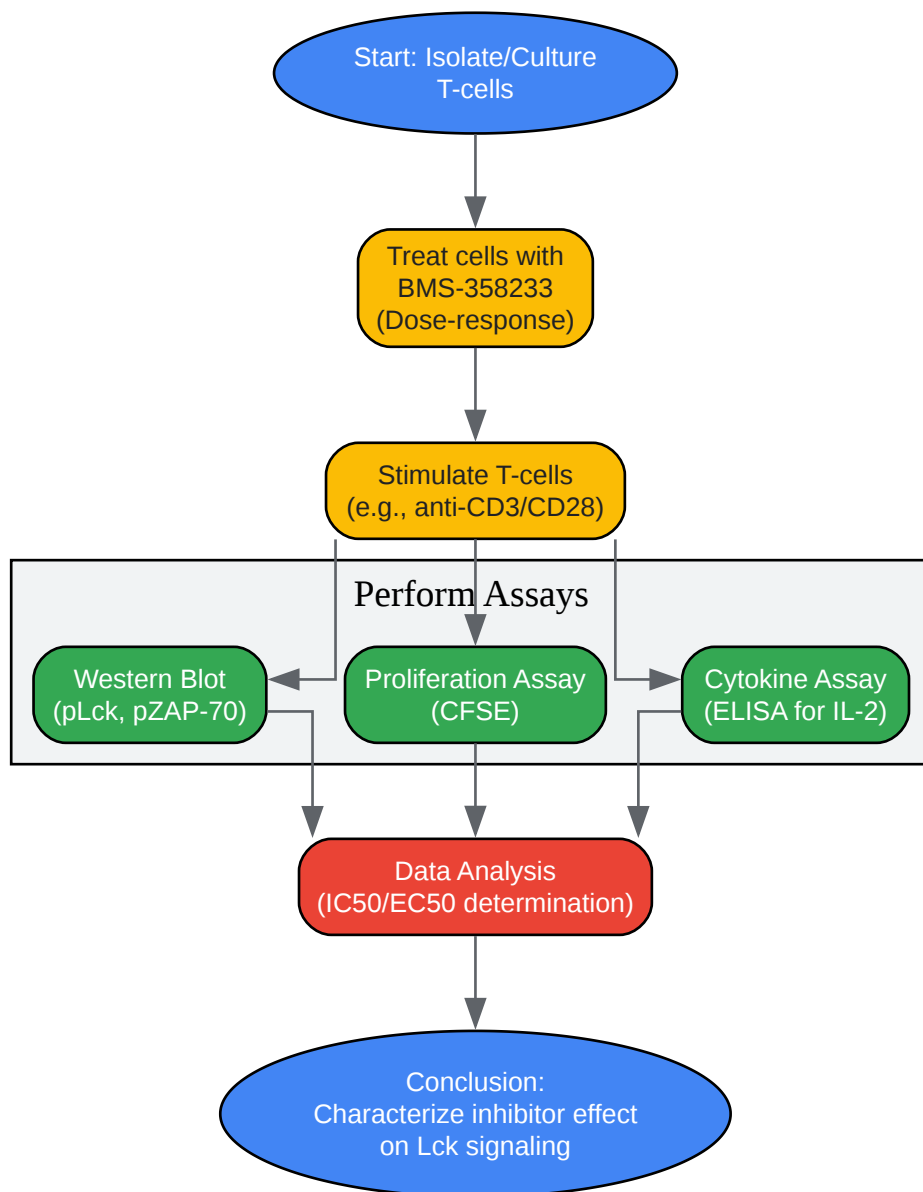 Start: Isolate/Culture
T-cells
Treat cells with
BMS-358233
(Dose-response)
Stimulate T-cells
(e.g., anti-CD3/CD28)
Perform Assays
Western Blot
(pLck, pZAP-70)
Proliferation Assay
(CFSE)
Cytokine Assay
(ELISA for IL-2)
Data Analysis
(IC50/EC50 determination)
Conclusion:
Characterize inhibitor effect
on Lck signaling